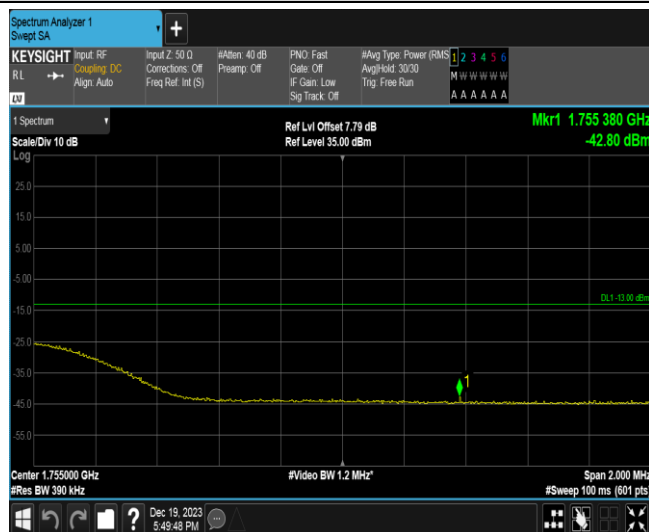 Spectrum Analyzer 1
Swept SA
KEYSIGHT
RL
Input: RF
Coupling: DC
Align: Auto
Input Z: 50 Ω
Corrections: Off
Freq Ref: Int (S)
#Atten: 40 dB
Preamp: Off
PNO: Fast
Gate: Off
IF Gain: Low
Sig Track: Off
#Avg Type: Power (RMS
Avg|Hold: 30/30
Trig: Free Run
1 2 3 4 5 6
M W W W W W
A A A A A A
1 Spectrum
Scale/Div 10 dB
Ref Lvl Offset 7.79 dB
Ref Level 35.00 dBm
Mkr1 1.755 380 GHz
-42.80 dBm
Log
25.0
15.0
5.00
-5.00
DL1 -13.00 dBm
-15.0
-25.0
-35.0
1
-45.0
-55.0
Center 1.755000 GHz
#Video BW 1.2 MHz*
Span 2.000 MHz
#Res BW 390 kHz
#Sweep 100 ms (601 pts)
?
Dec 19, 2023
5:49:48 PM